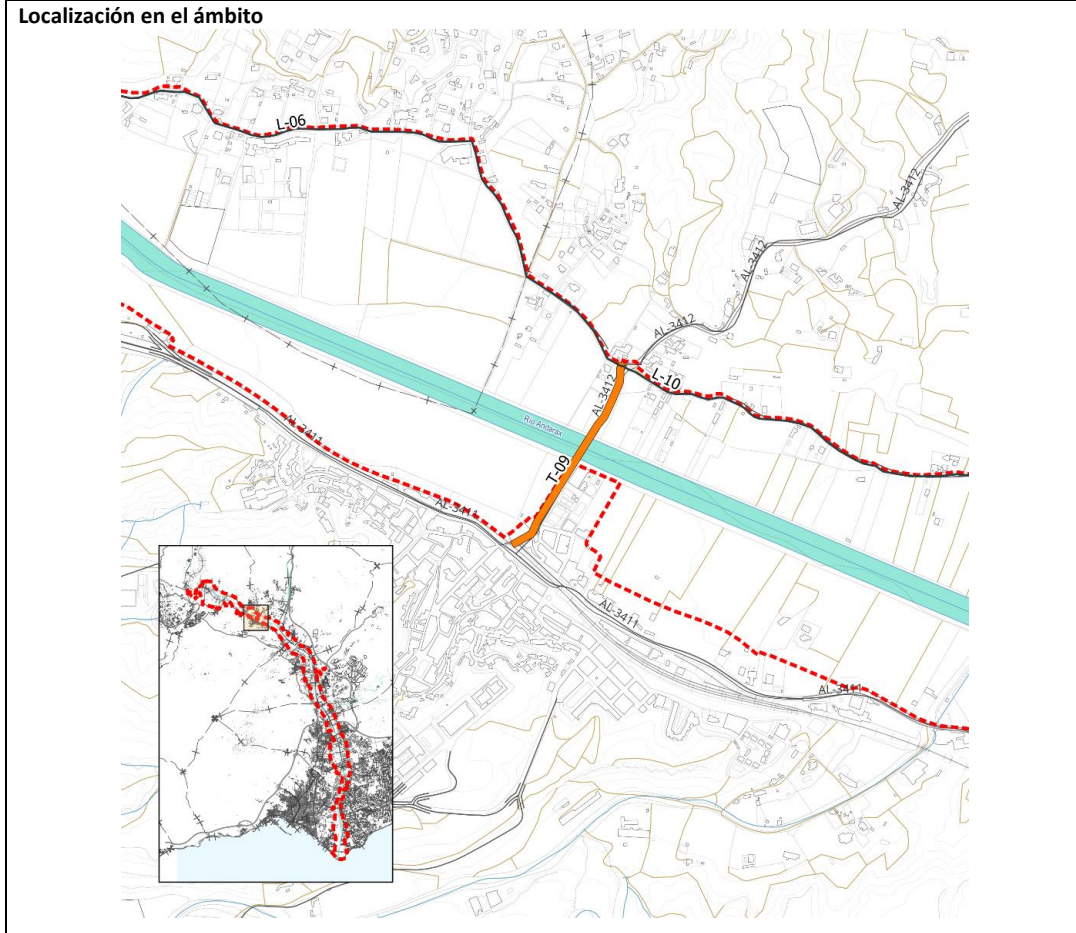 Localización en el ámbito
L-06
AL-3412
AL-3412
AL-3412
L-10
AL-3412
Río Andarax
T-09
AL-3411
AL-3411
AL-3411
AL-3411